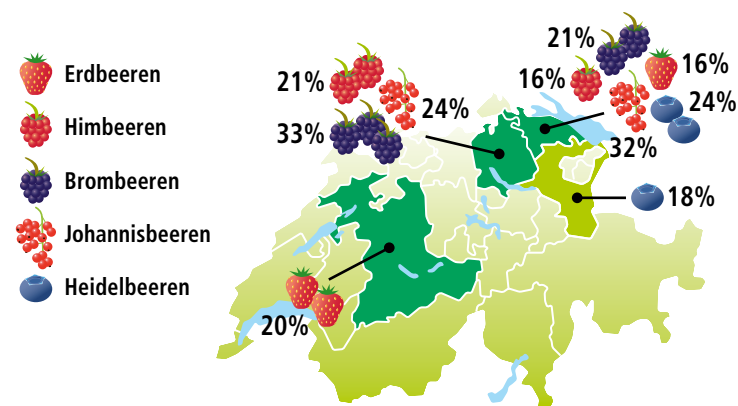 Erdbeeren
Himbeeren
Brombeeren
Johannisbeeren
Heidelbeeren
21%
24%
33%
21%
16%
16%
24%
32%
18%
20%